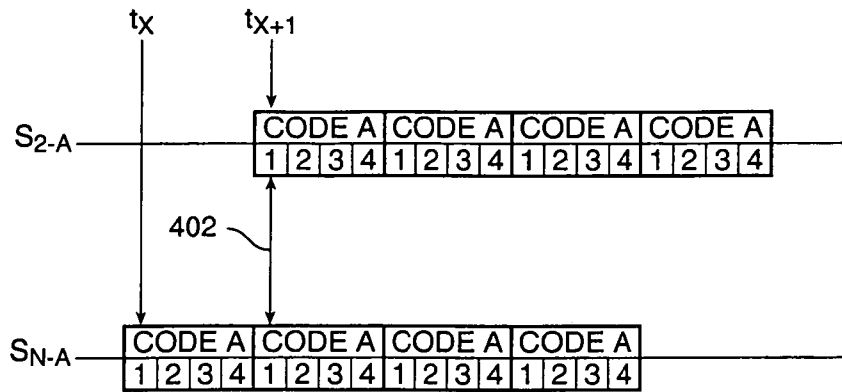 tX tX+1
S2-A CODE A CODE A CODE A CODE A
1 2 3 4 1 2 3 4 1 2 3 4 1 2 3 4
402
SN-A CODE A CODE A CODE A CODE A
1 2 3 4 1 2 3 4 1 2 3 4 1 2 3 4